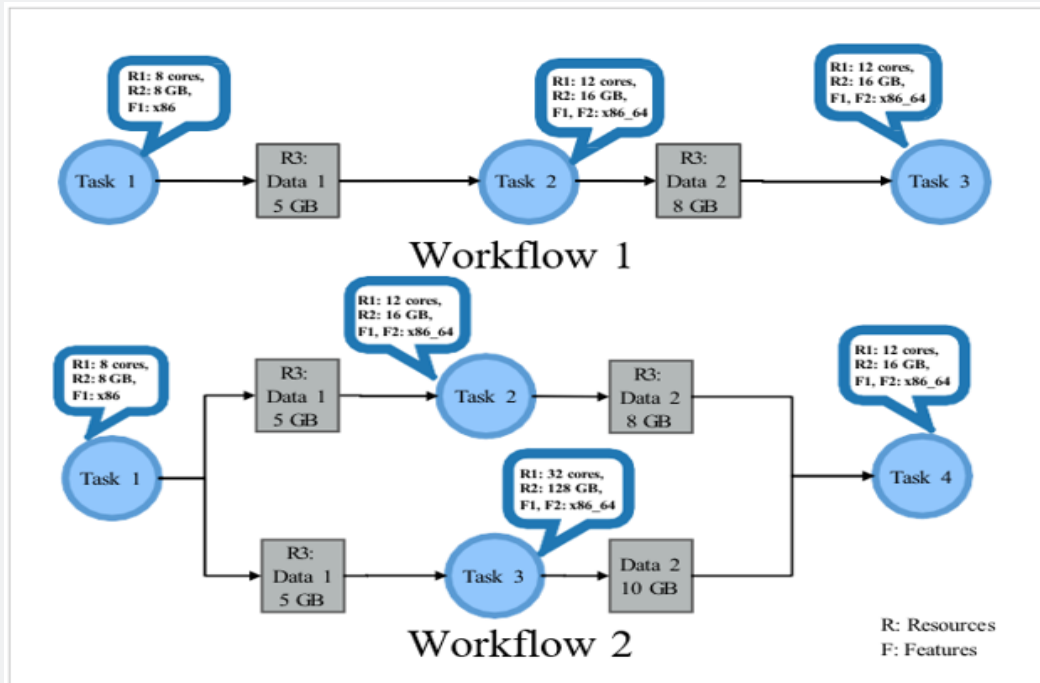 R1: 8 cores,
R2: 8 GB,
F1: x86
R1: 12 cores,
R2: 16 GB,
F1, F2: x86_64
R1: 12 cores,
R2: 16 GB,
F1, F2: x86_64
Task 1
R3:
Data 1
5 GB
Task 2
R3:
Data 2
8 GB
Task 3
Workflow 1
R1: 8 cores,
R2: 8 GB,
F1: x86
R1: 12 cores,
R2: 16 GB,
F1, F2: x86_64
R1: 12 cores,
R2: 16 GB,
F1, F2: x86_64
Task 1
R3:
Data 1
5 GB
Task 2
R3:
Data 2
8 GB
Task 4
R1: 32 cores,
R2: 128 GB,
F1, F2: x86_64
R3:
Data 1
5 GB
Task 3
Data 2
10 GB
Workflow 2
R: Resources
F: Features